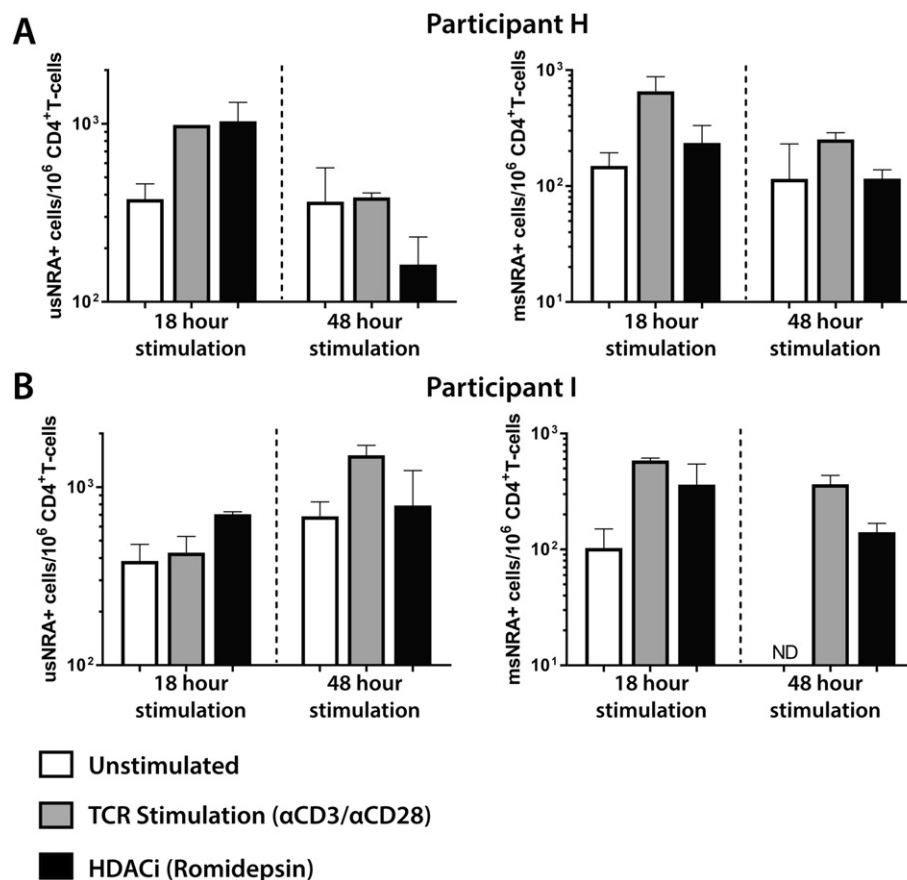 A
Participant H
usNRA+ cells/10⁶ CD4⁺T-cells
10³
10²
18 hour
stimulation
48 hour
stimulation
msNRA+ cells/10⁶ CD4⁺T-cells
10³
10²
10¹
18 hour
stimulation
48 hour
stimulation
B
Participant I
usNRA+ cells/10⁶ CD4⁺T-cells
10³
10²
18 hour
stimulation
48 hour
stimulation
msNRA+ cells/10⁶ CD4⁺T-cells
10³
10²
10¹
ND
18 hour
stimulation
48 hour
stimulation
Unstimulated
TCR Stimulation (αCD3/αCD28)
HDACi (Romidepsin)